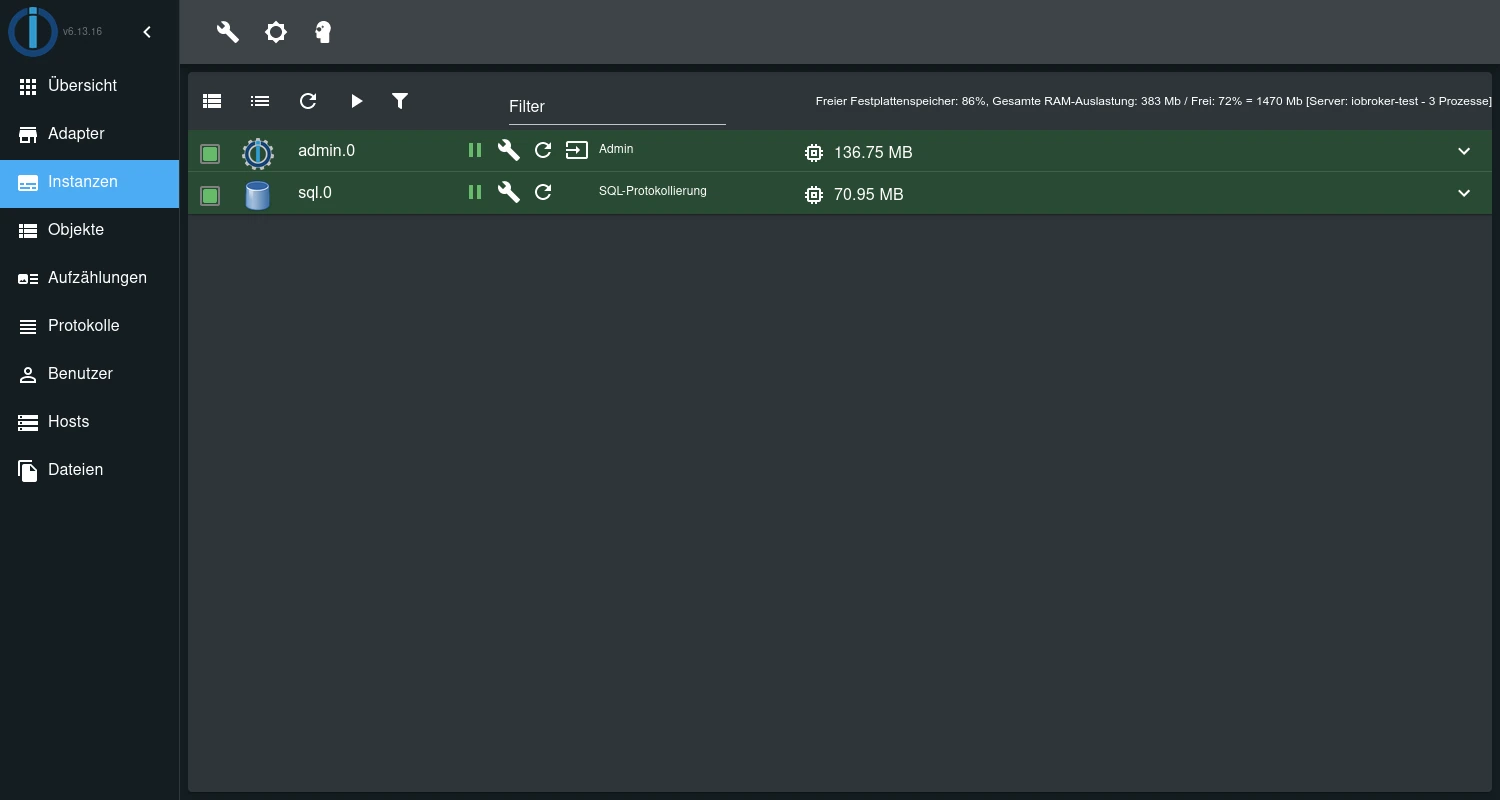 v6.13.16
Übersicht
Adapter
Instanzen
Objekte
Aufzählungen
Protokolle
Benutzer
Hosts
Dateien
Filter
Freier Festplattenspeicher: 86%, Gesamte RAM-Auslastung: 383 Mb / Frei: 72% = 1470 Mb [Server: iobroker-test - 3 Prozesse]
admin.0 Admin 136.75 MB
sql.0 SQL-Protokollierung 70.95 MB